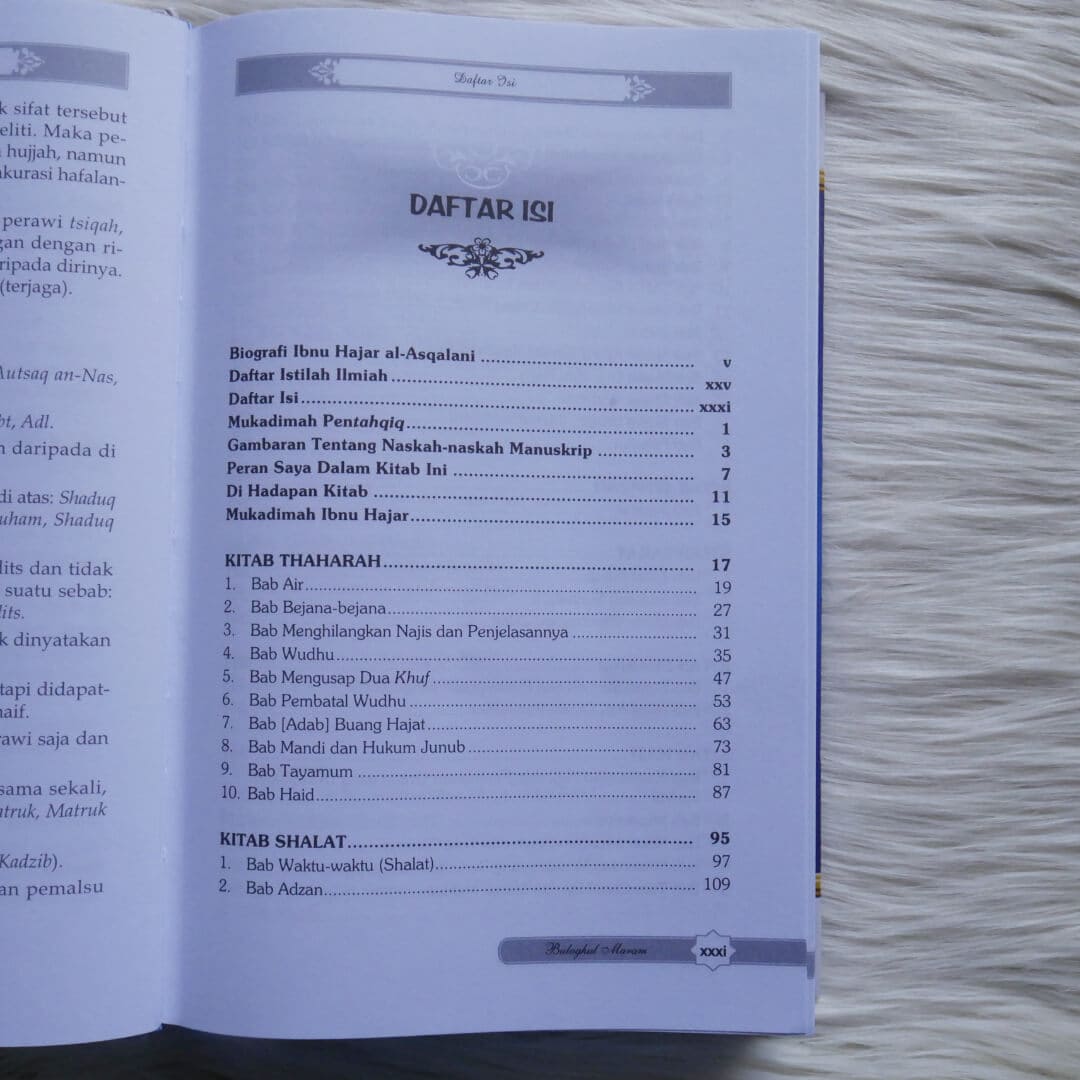 k sifat tersebut
eliti. Maka pe-
hujjah, namun
kurasi hafalan-
perawi tsiqah,
gan dengan ri-
ripada dirinya.
(terjaga).
Autsaq an-Nas,
bt, Adl.
n daripada di
di atas: Shaduq
uham, Shaduq
dits dan tidak
suatu sebab:
dits.
k dinyatakan
tapi didapat-
haif.
awi saja dan
sama sekali,
atruk, Matruk
Kadzib).
an pemalsu
Daftar Isi
DAFTAR ISI
Biografi Ibnu Hajar al-Asqalani ........ v
Daftar Istilah Ilmiah ........ xxv
Daftar Isi ........ xxxi
Mukadimah Pentahqiq ........ 1
Gambaran Tentang Naskah-naskah Manuskrip ........ 3
Peran Saya Dalam Kitab Ini ........ 7
Di Hadapan Kitab ........ 11
Mukadimah Ibnu Hajar ........ 15
KITAB THAHARAH ........ 17
1. Bab Air ........ 19
2. Bab Bejana-bejana ........ 27
3. Bab Menghilangkan Najis dan Penjelasannya ........ 31
4. Bab Wudhu ........ 35
5. Bab Mengusap Dua Khuf ........ 47
6. Bab Pembatal Wudhu ........ 53
7. Bab [Adab] Buang Hajat ........ 63
8. Bab Mandi dan Hukum Junub ........ 73
9. Bab Tayamum ........ 81
10. Bab Haid ........ 87
KITAB SHALAT ........ 95
1. Bab Waktu-waktu (Shalat) ........ 97
2. Bab Adzan ........ 109
Bulughul Maram xxxi